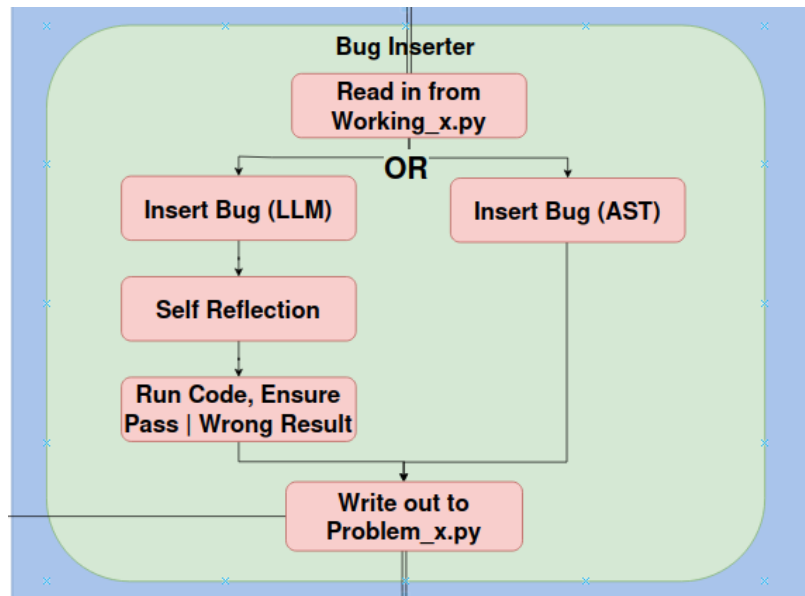 Bug Inserter
Read in from
Working_x.py
OR
Insert Bug (LLM)
Insert Bug (AST)
Self Reflection
Run Code, Ensure
Pass | Wrong Result
Write out to
Problem_x.py